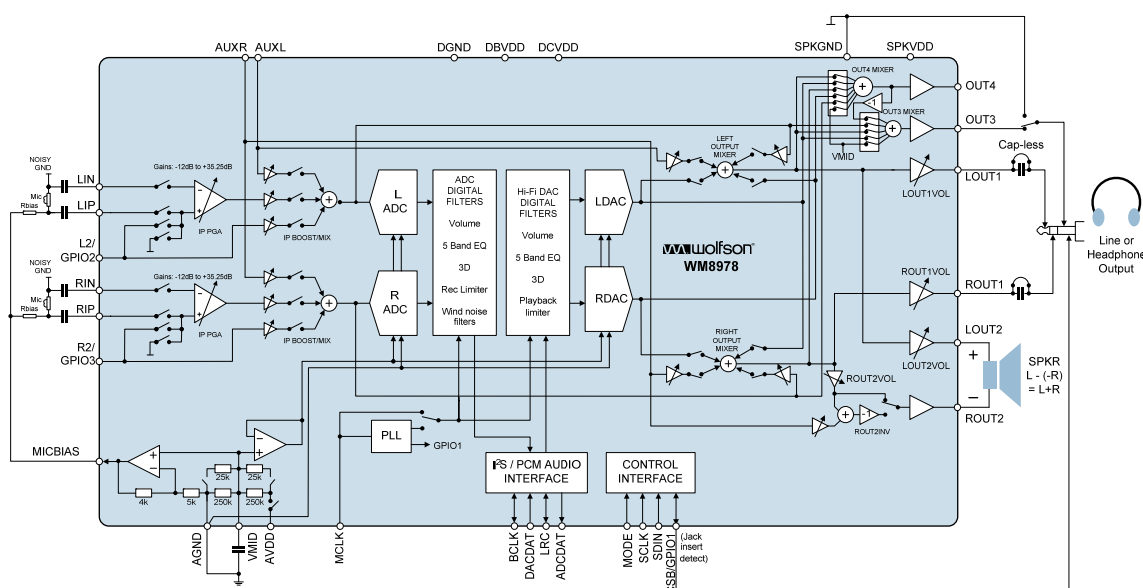 AUXR AUXL DGND DBVDD DCVDD SPKGND SPKVDD
OUT4 MIXER
OUT4
-1
OUT3 MIXER
OUT3
VMID
Cap-less
NOISY
GND
Gains: -12dB to +35.25dB
LIN
Mic
LIP
Rbias
IP PGA
IP BOOST/MIX
L2/
GPIO2
NOISY
GND
Gains: -12dB to +35.25dB
RIN
Mic
RIP
Rbias
IP PGA
IP BOOST/MIX
R2/
GPIO3
L
ADC
R
ADC
ADC
DIGITAL
FILTERS
Volume
5 Band EQ
3D
Rec Limiter
Wind noise
filters
Hi-Fi DAC
DIGITAL
FILTERS
Volume
5 Band EQ
3D
Playback
limiter
LDAC
RDAC
LEFT
OUTPUT
MIXER
wolfson
WM8978
RIGHT
OUTPUT
MIXER
LOUT1VOL
LOUT1
Line or
Headphone
Output
ROUT1VOL
ROUT1
LOUT2
LOUT2VOL
ROUT2VOL
-1
ROUT2INV
ROUT2
+
−
SPKR
L - (-R)
= L+R
MICBIAS
PLL
GPIO1
25k 25k
4k 5k 250k 250k
I²S / PCM AUDIO
INTERFACE
CONTROL
INTERFACE
AGND
VMID
AVDD
MCLK
BCLK
DACDAT
LRC
ADCDAT
MODE
SCLK
SDIN
CSB/GPIO1
(Jack
insert
detect)